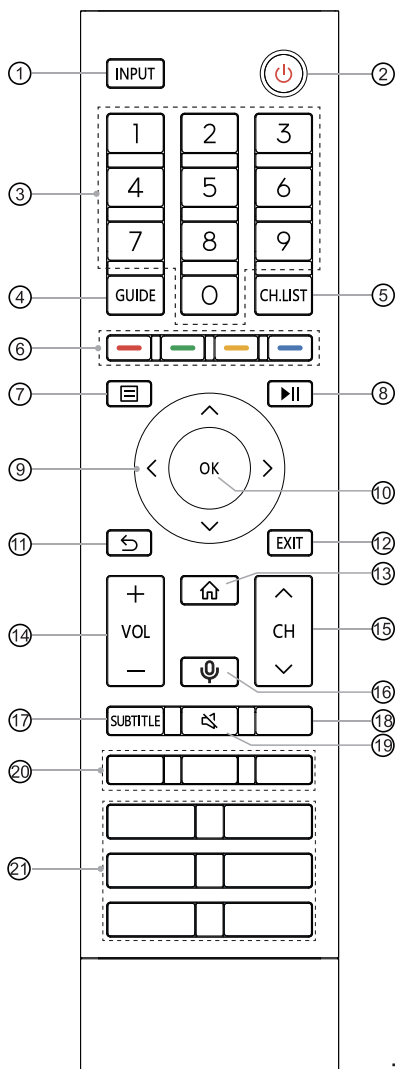 ① INPUT ②
1 2 3
③ 4 5 6
7 8 9
④ GUIDE 0 CH.LIST ⑤
⑥
⑦ ⑧
⑨ OK ⑩
⑪ EXIT ⑫
⑬
+
⑭ VOL CH ⑮
—
⑯
⑰ SUBTITLE ⑱
⑲
⑳
㉑